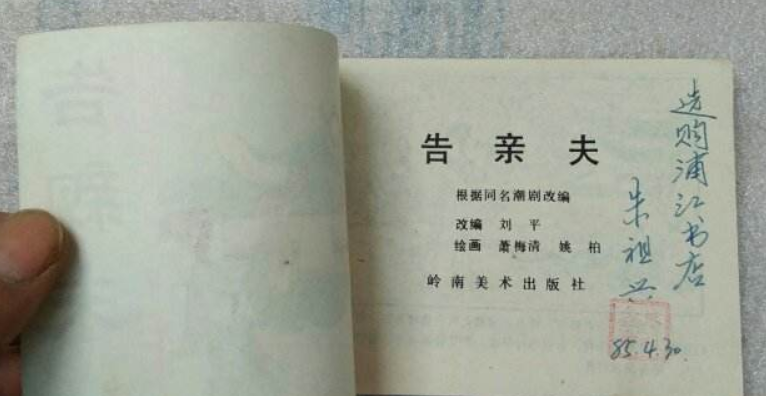 告亲夫
根据同名潮剧改编
改编 刘平
绘画 萧梅清 姚柏
岭南美术出版社
选购浦江书店
朱祖兴
85.4.30.